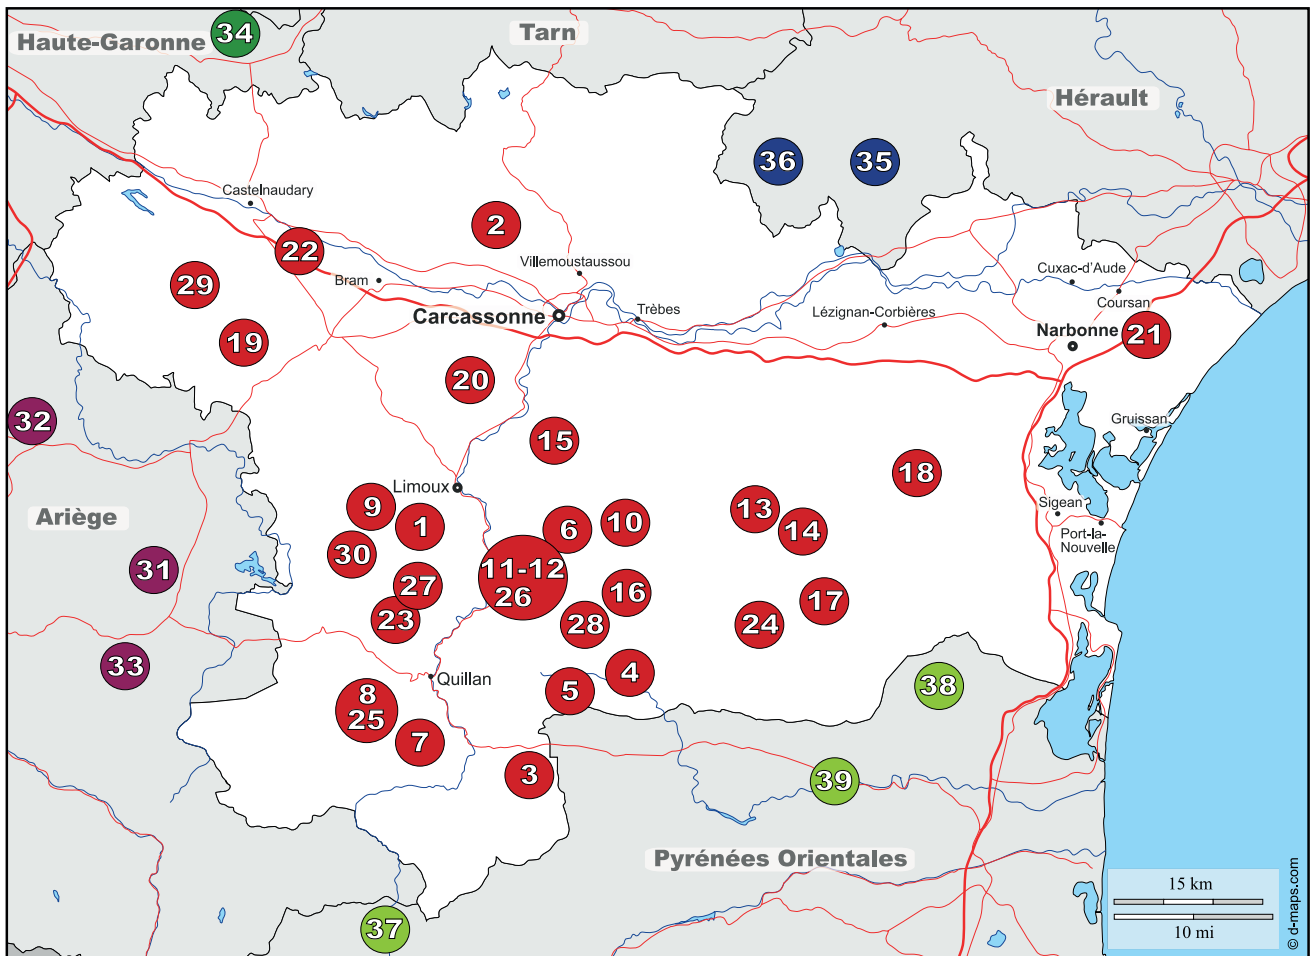 Haute-Garonne
34
Tarn
Hérault
36
35
Castelnaudary
2
22
Villemoustaussou
29
Bram
Cuxac-d'Aude
Coursan
Carcassonne
Trèbes
Lézignan-Corbières
Narbonne
21
19
20
32
Gruissan
15
Limoux
18
9
1
Ariège
6
10
13
14
Sigean
Port-la-
Nouvelle
30
31
11-12
26
27
16
17
23
28
24
33
4
Quillan
5
38
8
25
7
3
39
Pyrénées Orientales
37
15 km
10 mi
© d-maps.com